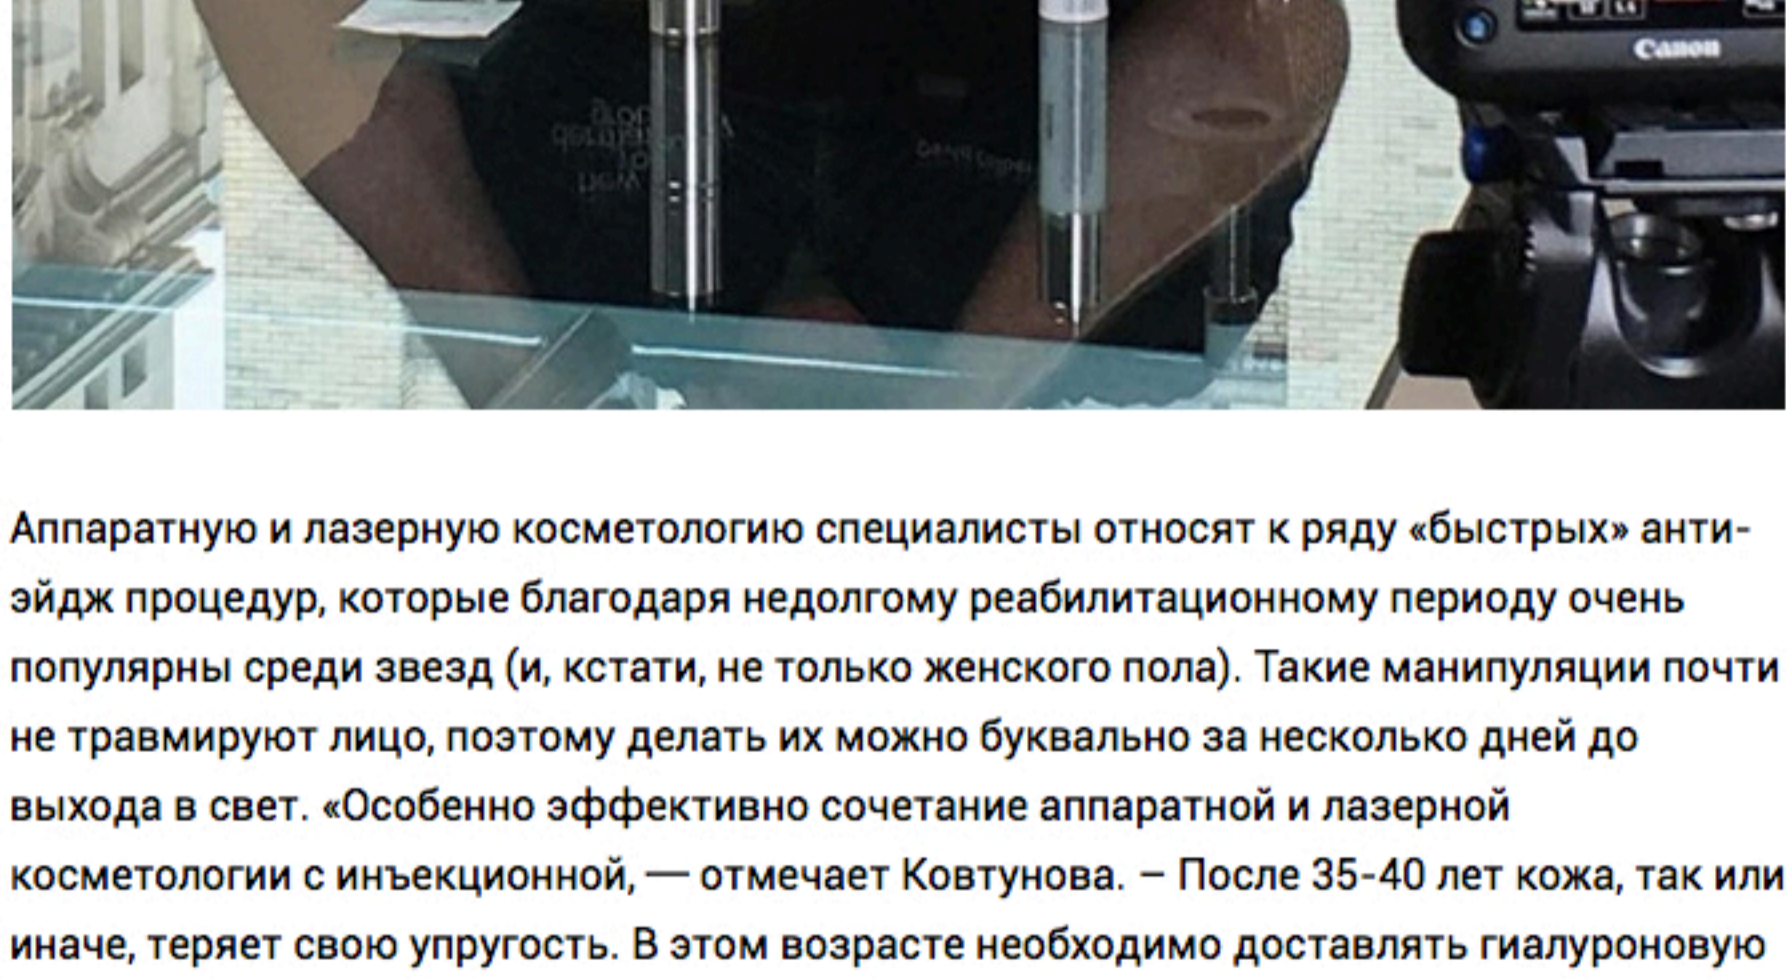 Canon
Аппаратную и лазерную косметологию специалисты относят к ряду «быстрых» анти-
эйдж процедур, которые благодаря недолгому реабилитационному периоду очень
популярны среди звезд (и, кстати, не только женского пола). Такие манипуляции почти
не травмируют лицо, поэтому делать их можно буквально за несколько дней до
выхода в свет. «Особенно эффективно сочетание аппаратной и лазерной
косметологии с инъекционной, — отмечает Ковтунова. – После 35-40 лет кожа, так или
иначе, теряет свою упругость. В этом возрасте необходимо доставлять гиалуроновую